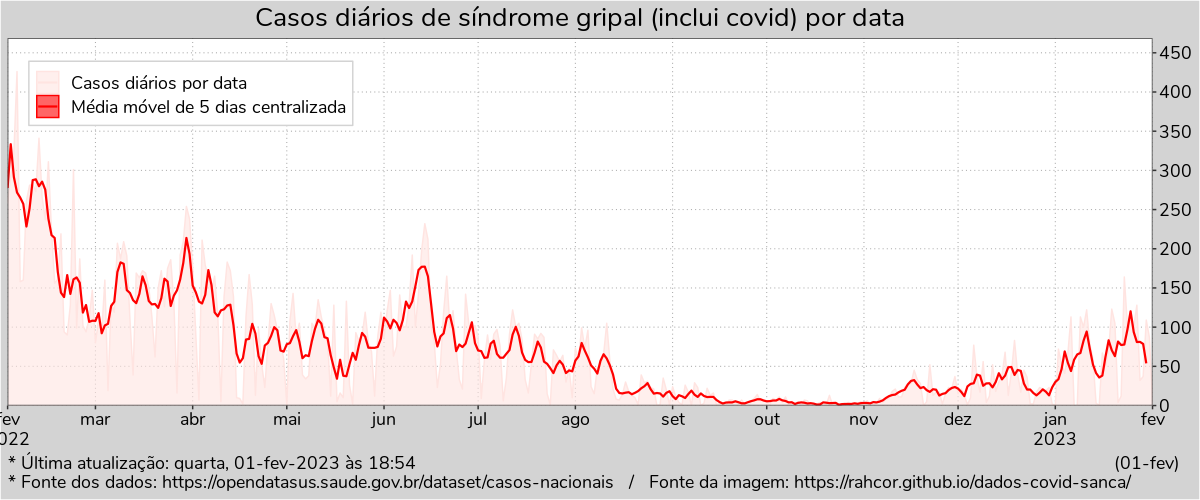 Casos diários de síndrome gripal (inclui covid) por data
Casos diários por data
Média móvel de 5 dias centralizada
450
400
350
300
250
200
150
100
50
0
fev mar abr mai jun jul ago set out nov dez jan fev
022 2023
* Última atualização: quarta, 01-fev-2023 às 18:54 (01-fev)
* Fonte dos dados: https://opendatasus.saude.gov.br/dataset/casos-nacionais / Fonte da imagem: https://rahcor.github.io/dados-covid-sanca/